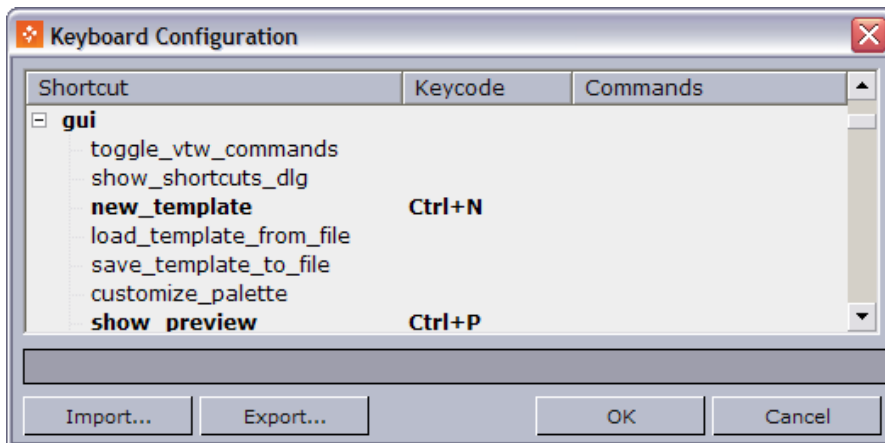 Keyboard Configuration
Shortcut Keycode Commands
gui
toggle_vtw_commands
show_shortcuts_dlg
new_template Ctrl+N
load_template_from_file
save_template_to_file
customize_palette
show_preview Ctrl+P
Import... Export... OK Cancel